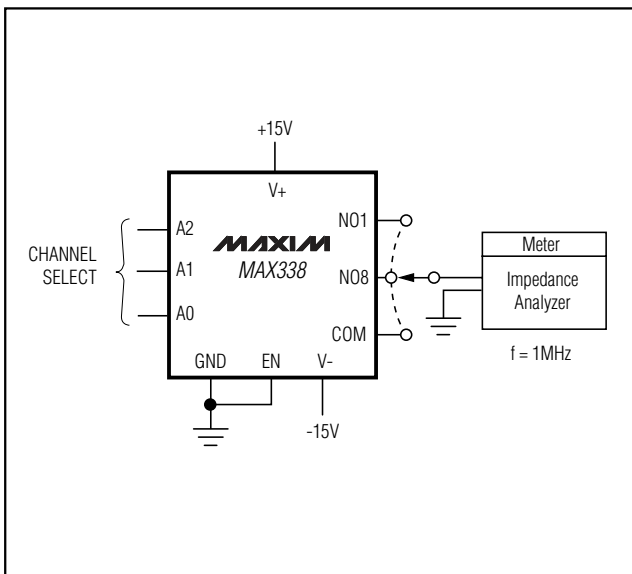 +15V
V+
A2
A1
A0
CHANNEL
SELECT
MAXIM
MAX338
NO1
NO8
COM
GND
EN
V-
-15V
Meter
Impedance
Analyzer
f = 1MHz